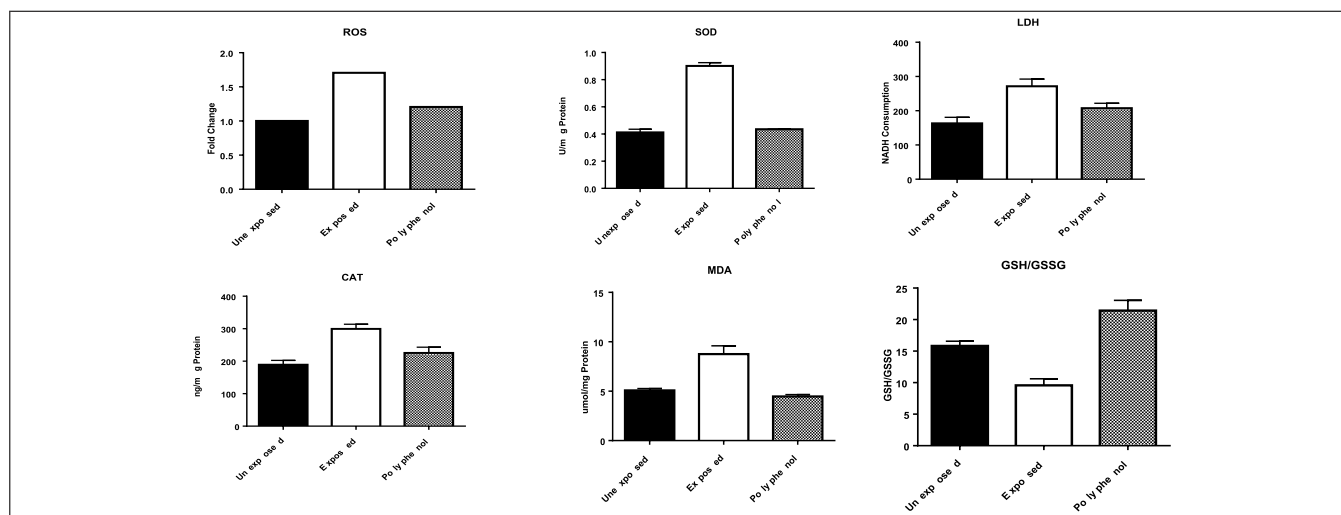 ROS
Fold Change
2.0
1.5
1.0
0.5
0.0
Une xpo sed
Ex pos ed
Po ly phe nol
SOD
U/m g Protein
1.0
0.8
0.6
0.4
0.2
0.0
U nexp ose d
E xpo sed
P oly phe no l
LDH
NADH Consumption
400
300
200
100
0
Un exp ose d
E xpo sed
Po ly phe nol
CAT
ng/m g Protein
400
300
200
100
0
Un exp ose d
E xpos ed
Po ly phe nol
MDA
umol/mg Protein
15
10
5
0
Une xpo sed
Ex pos ed
Po ly phe nol
GSH/GSSG
GSH/GSSG
25
20
15
10
5
0
Un exp ose d
E xpo sed
Po ly phe nol